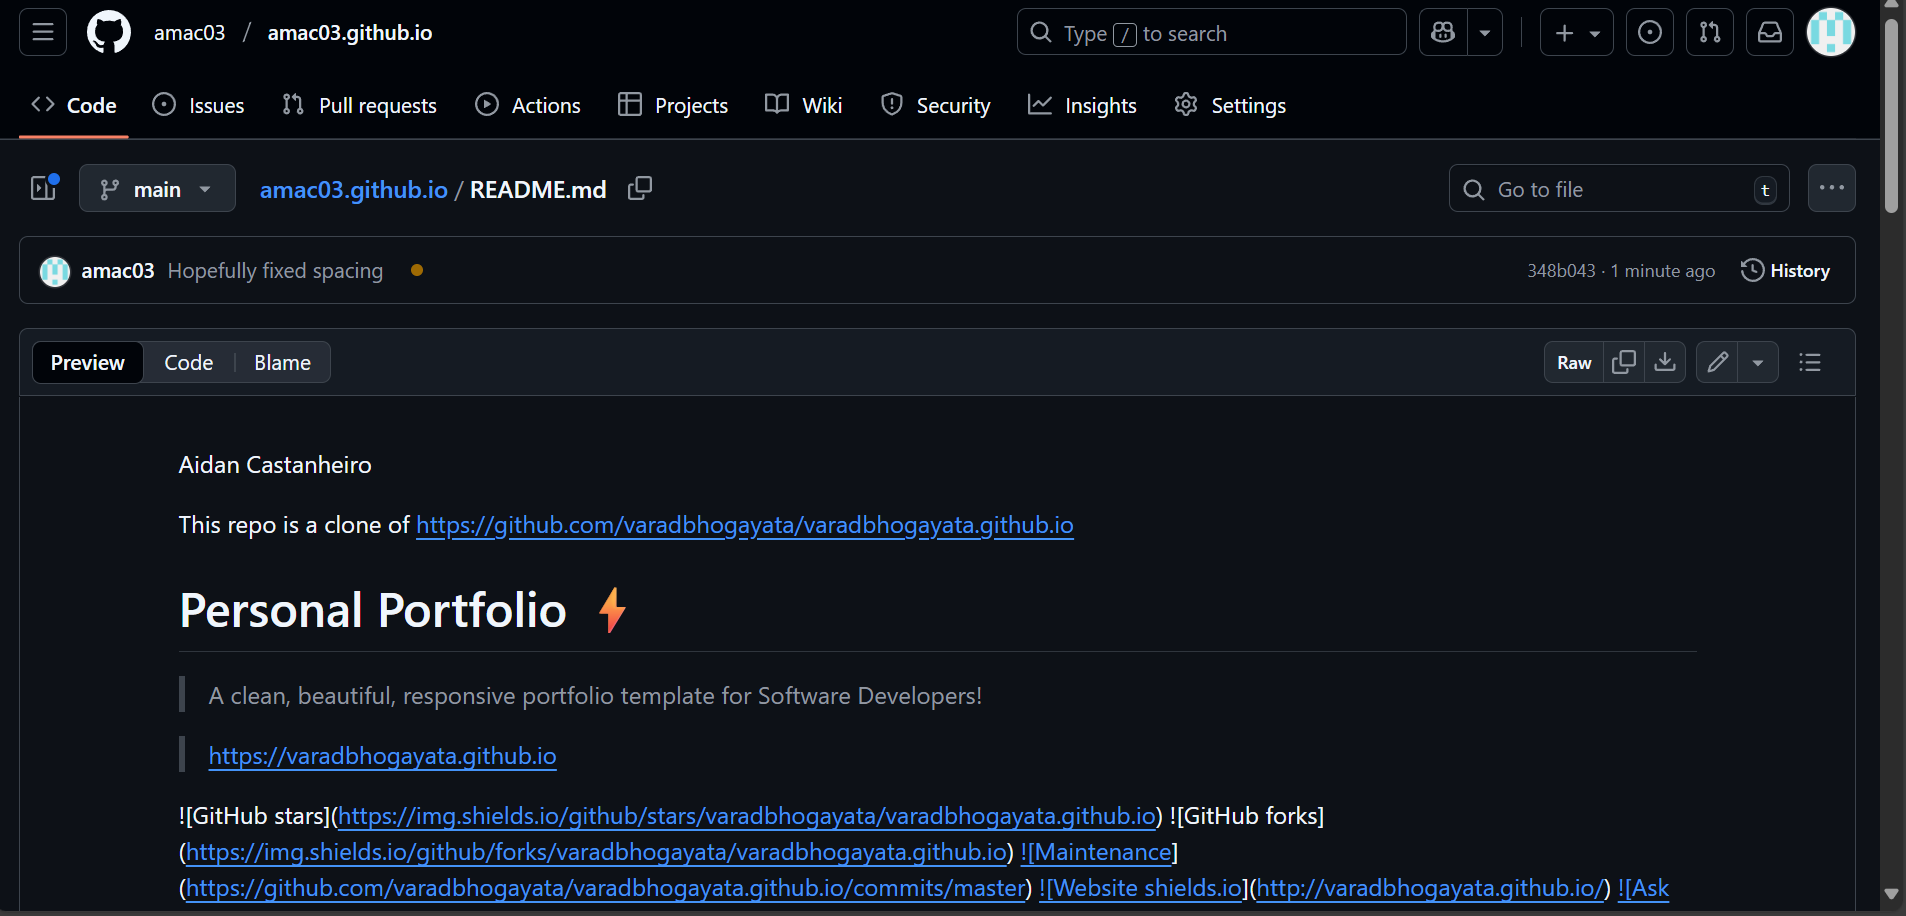 amac03 / amac03.github.io
Type / to search
Code Issues Pull requests Actions Projects Wiki Security Insights Settings
main amac03.github.io / README.md
Go to file t
amac03 Hopefully fixed spacing
348b043 · 1 minute ago History
Preview Code Blame
Raw
Aidan Castanheiro
This repo is a clone of https://github.com/varadbhogayata/varadbhogayata.github.io
Personal Portfolio ⚡
A clean, beautiful, responsive portfolio template for Software Developers!
https://varadbhogayata.github.io
![GitHub stars](https://img.shields.io/github/stars/varadbhogayata/varadbhogayata.github.io) ![GitHub forks]
(https://img.shields.io/github/forks/varadbhogayata/varadbhogayata.github.io) ![Maintenance]
(https://github.com/varadbhogayata/varadbhogayata.github.io/commits/master) ![Website shields.io](http://varadbhogayata.github.io/) ![Ask